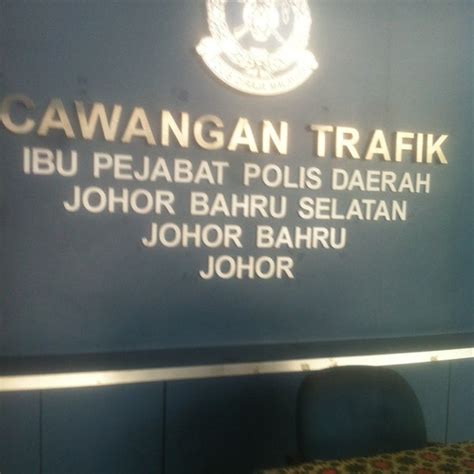 CAWANGAN TRAFIK
IBU PEJABAT POLIS DAERAH
JOHOR BAHRU SELATAN
JOHOR BAHRU
JOHOR